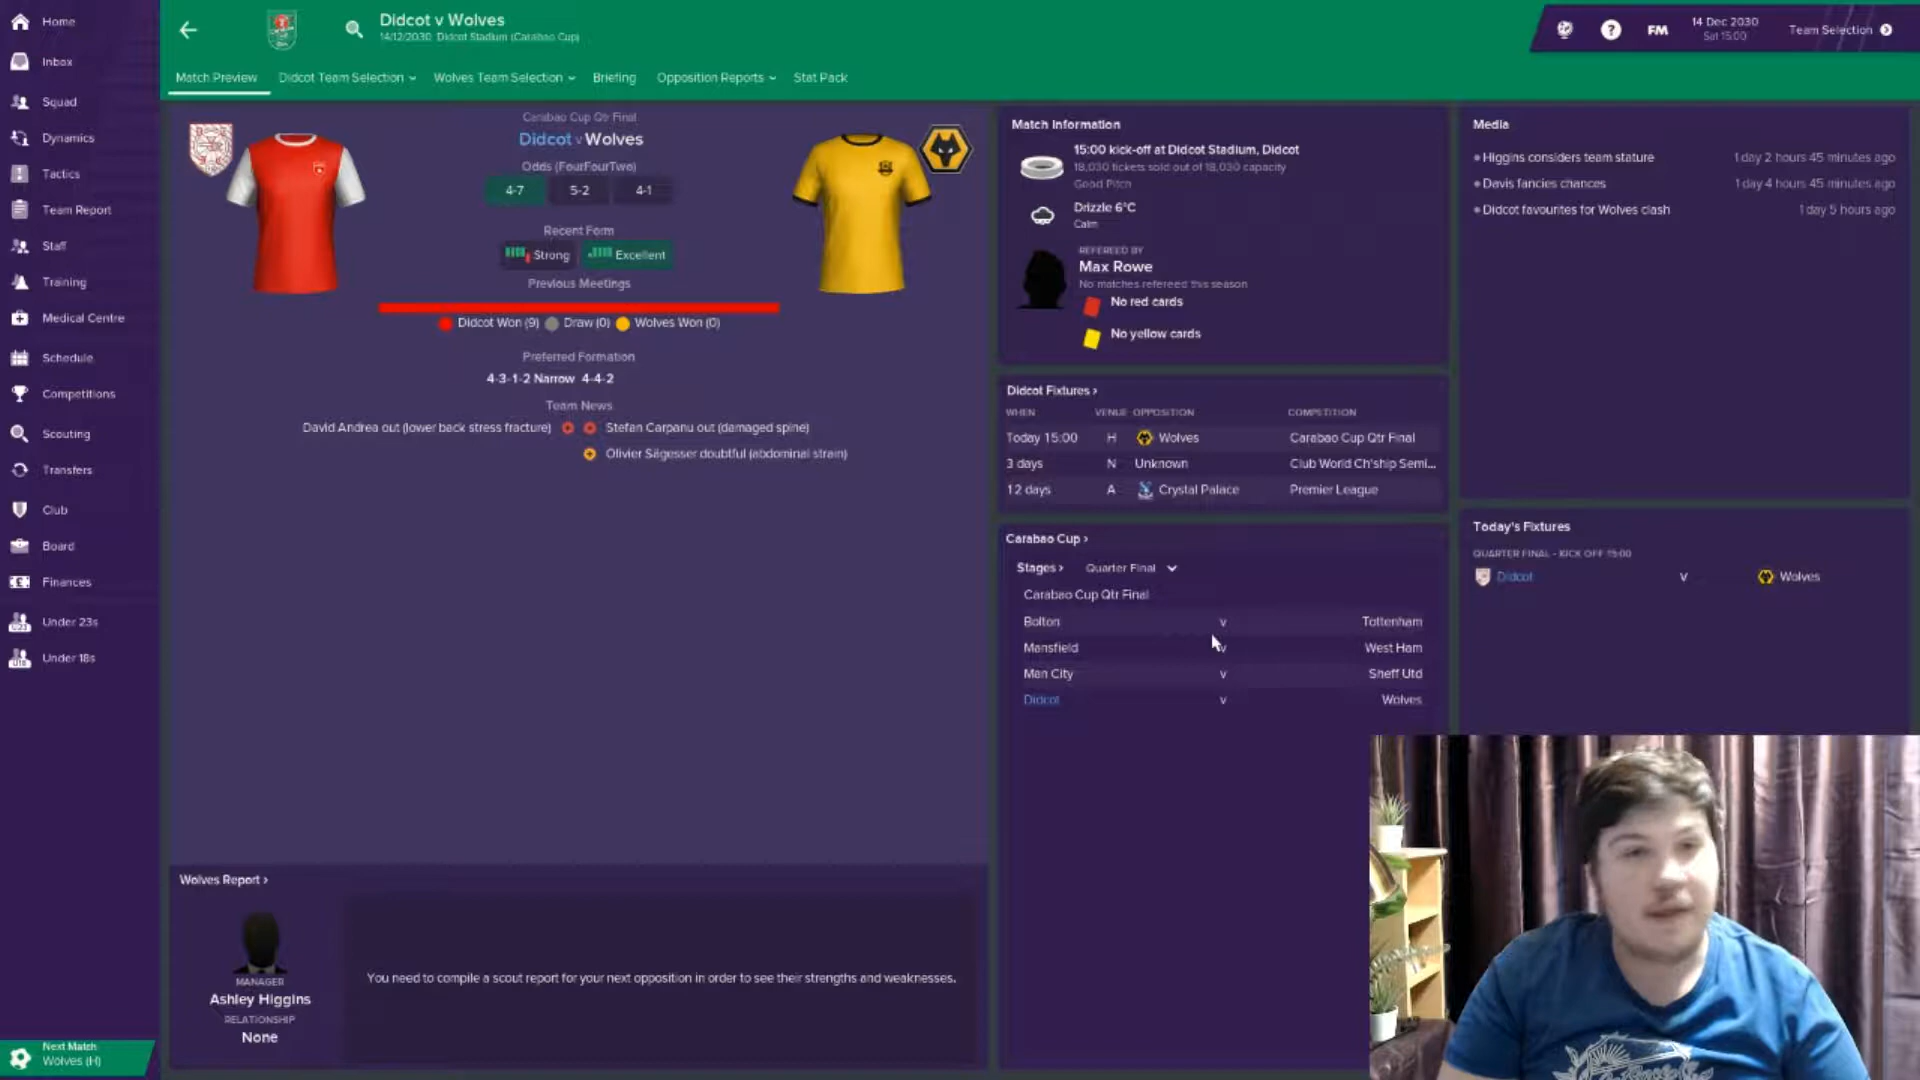 Home
Inbox
Squad
Dynamics
Tactics
Team Report
Staff
Training
Medical Centre
Schedule
Competitions
Scouting
Transfers
Club
Board
Finances
Under 23s
Under 18s
Next Match
Wolves (H)
Didcot v Wolves
14/12/2030 Didcot Stadium (Carabao Cup)
?
FM
14 Dec 2030
Sat 15:00
Team Selection
Match Preview
Didcot Team Selection
Wolves Team Selection
Briefing
Opposition Reports
Stat Pack
Carabao Cup Qtr Final
Didcot v Wolves
Odds (FourFourTwo)
4-7 5-2 4-1
Recent Form
Strong Excellent
Previous Meetings
Didcot Won (9) Draw (0) Wolves Won (0)
Preferred Formation
4-3-1-2 Narrow 4-4-2
Team News
David Andrea out (lower back stress fracture) Stefan Carpanu out (damaged spine)
Olivier Sägesser doubtful (abdominal strain)
Wolves Report >
MANAGER
Ashley Higgins
RELATIONSHIP
None
You need to compile a scout report for your next opposition in order to see their strengths and weaknesses.
Match Information
15:00 kick-off at Didcot Stadium, Didcot
18,030 tickets sold out of 18,030 capacity
Good Pitch
Drizzle 6°C
Calm
REFEREED BY
Max Rowe
No matches refereed this season
No red cards
No yellow cards
Didcot Fixtures >
WHEN VENUE OPPOSITION COMPETITION
Today 15:00 H Wolves Carabao Cup Qtr Final
3 days N Unknown Club World Ch'ship Semi...
12 days A Crystal Palace Premier League
Carabao Cup >
Stages > Quarter Final
Carabao Cup Qtr Final
Bolton v Tottenham
Mansfield v West Ham
Man City v Sheff Utd
Didcot v Wolves
Media
Higgins considers team stature 1 day 2 hours 45 minutes ago
Davis fancies chances 1 day 4 hours 45 minutes ago
Didcot favourites for Wolves clash 1 day 5 hours ago
Today's Fixtures
QUARTER FINAL - KICK OFF 15:00
Didcot v Wolves